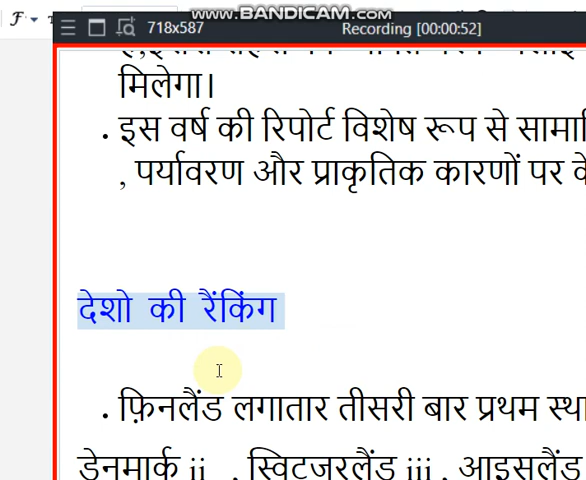 www.BANDICAM.com
718x587 Recording [00:00:52]
मिलेगा।
• इस वर्ष की रिपोर्ट विशेष रूप से
, पर्यावरण और प्राकृतिक कारणों पर
देशो की रैंकिंग
• फ़िनलैंड लगातार तीसरी बार प्रथम
डेनमार्क ii , स्विटजरलैंड iii , आइसलैंड